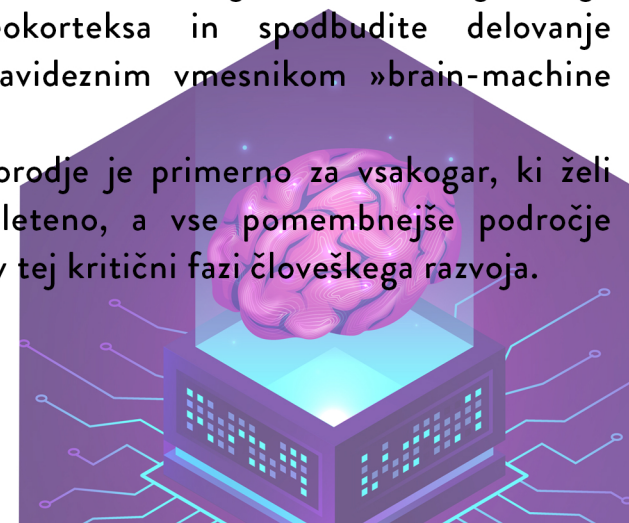 okorteksa in spodbudite delovanje
avideznim vmesnikom »brain-machine
orodje je primerno za vsakogar, ki želi
leteno, a vse pomembnejše področje
v tej kritični fazi človeškega razvoja.